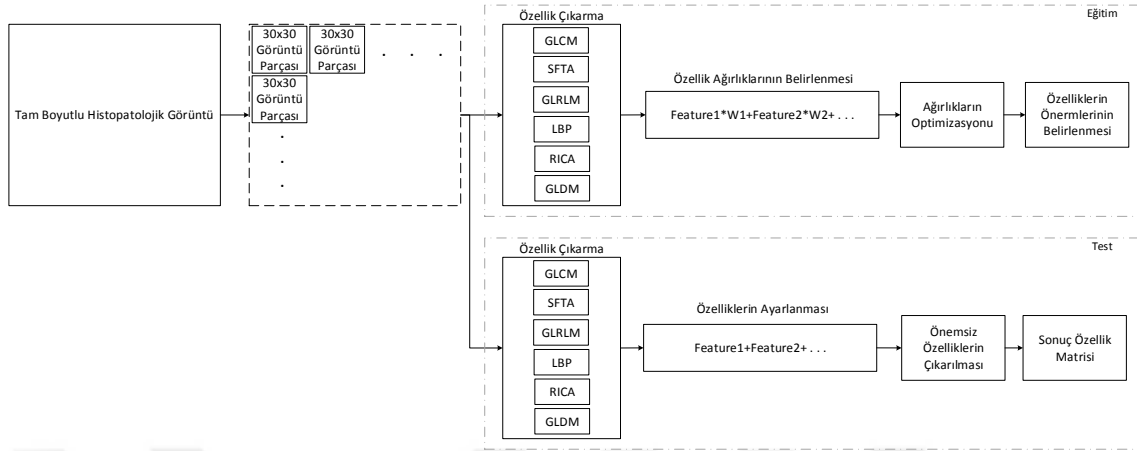 Tam Boyutlu Histopatolojik Görüntü
30x30
Görüntü
Parçası
30x30
Görüntü
Parçası
. . .
30x30
Görüntü
Parçası
.
.
.
Eğitim
Özellik Çıkarma
GLCM
SFTA
GLRLM
LBP
RICA
GLDM
Özellik Ağırlıklarının Belirlenmesi
Feature1*W1+Feature2*W2+ . . .
Ağırlıkların
Optimizasyonu
Özelliklerin
Önermlerinin
Belirlenmesi
Test
Özellik Çıkarma
GLCM
SFTA
GLRLM
LBP
RICA
GLDM
Özelliklerin Ayarlanması
Feature1+Feature2+ . . .
Önemsiz
Özelliklerin
Çıkarılması
Sonuç Özellik
Matrisi